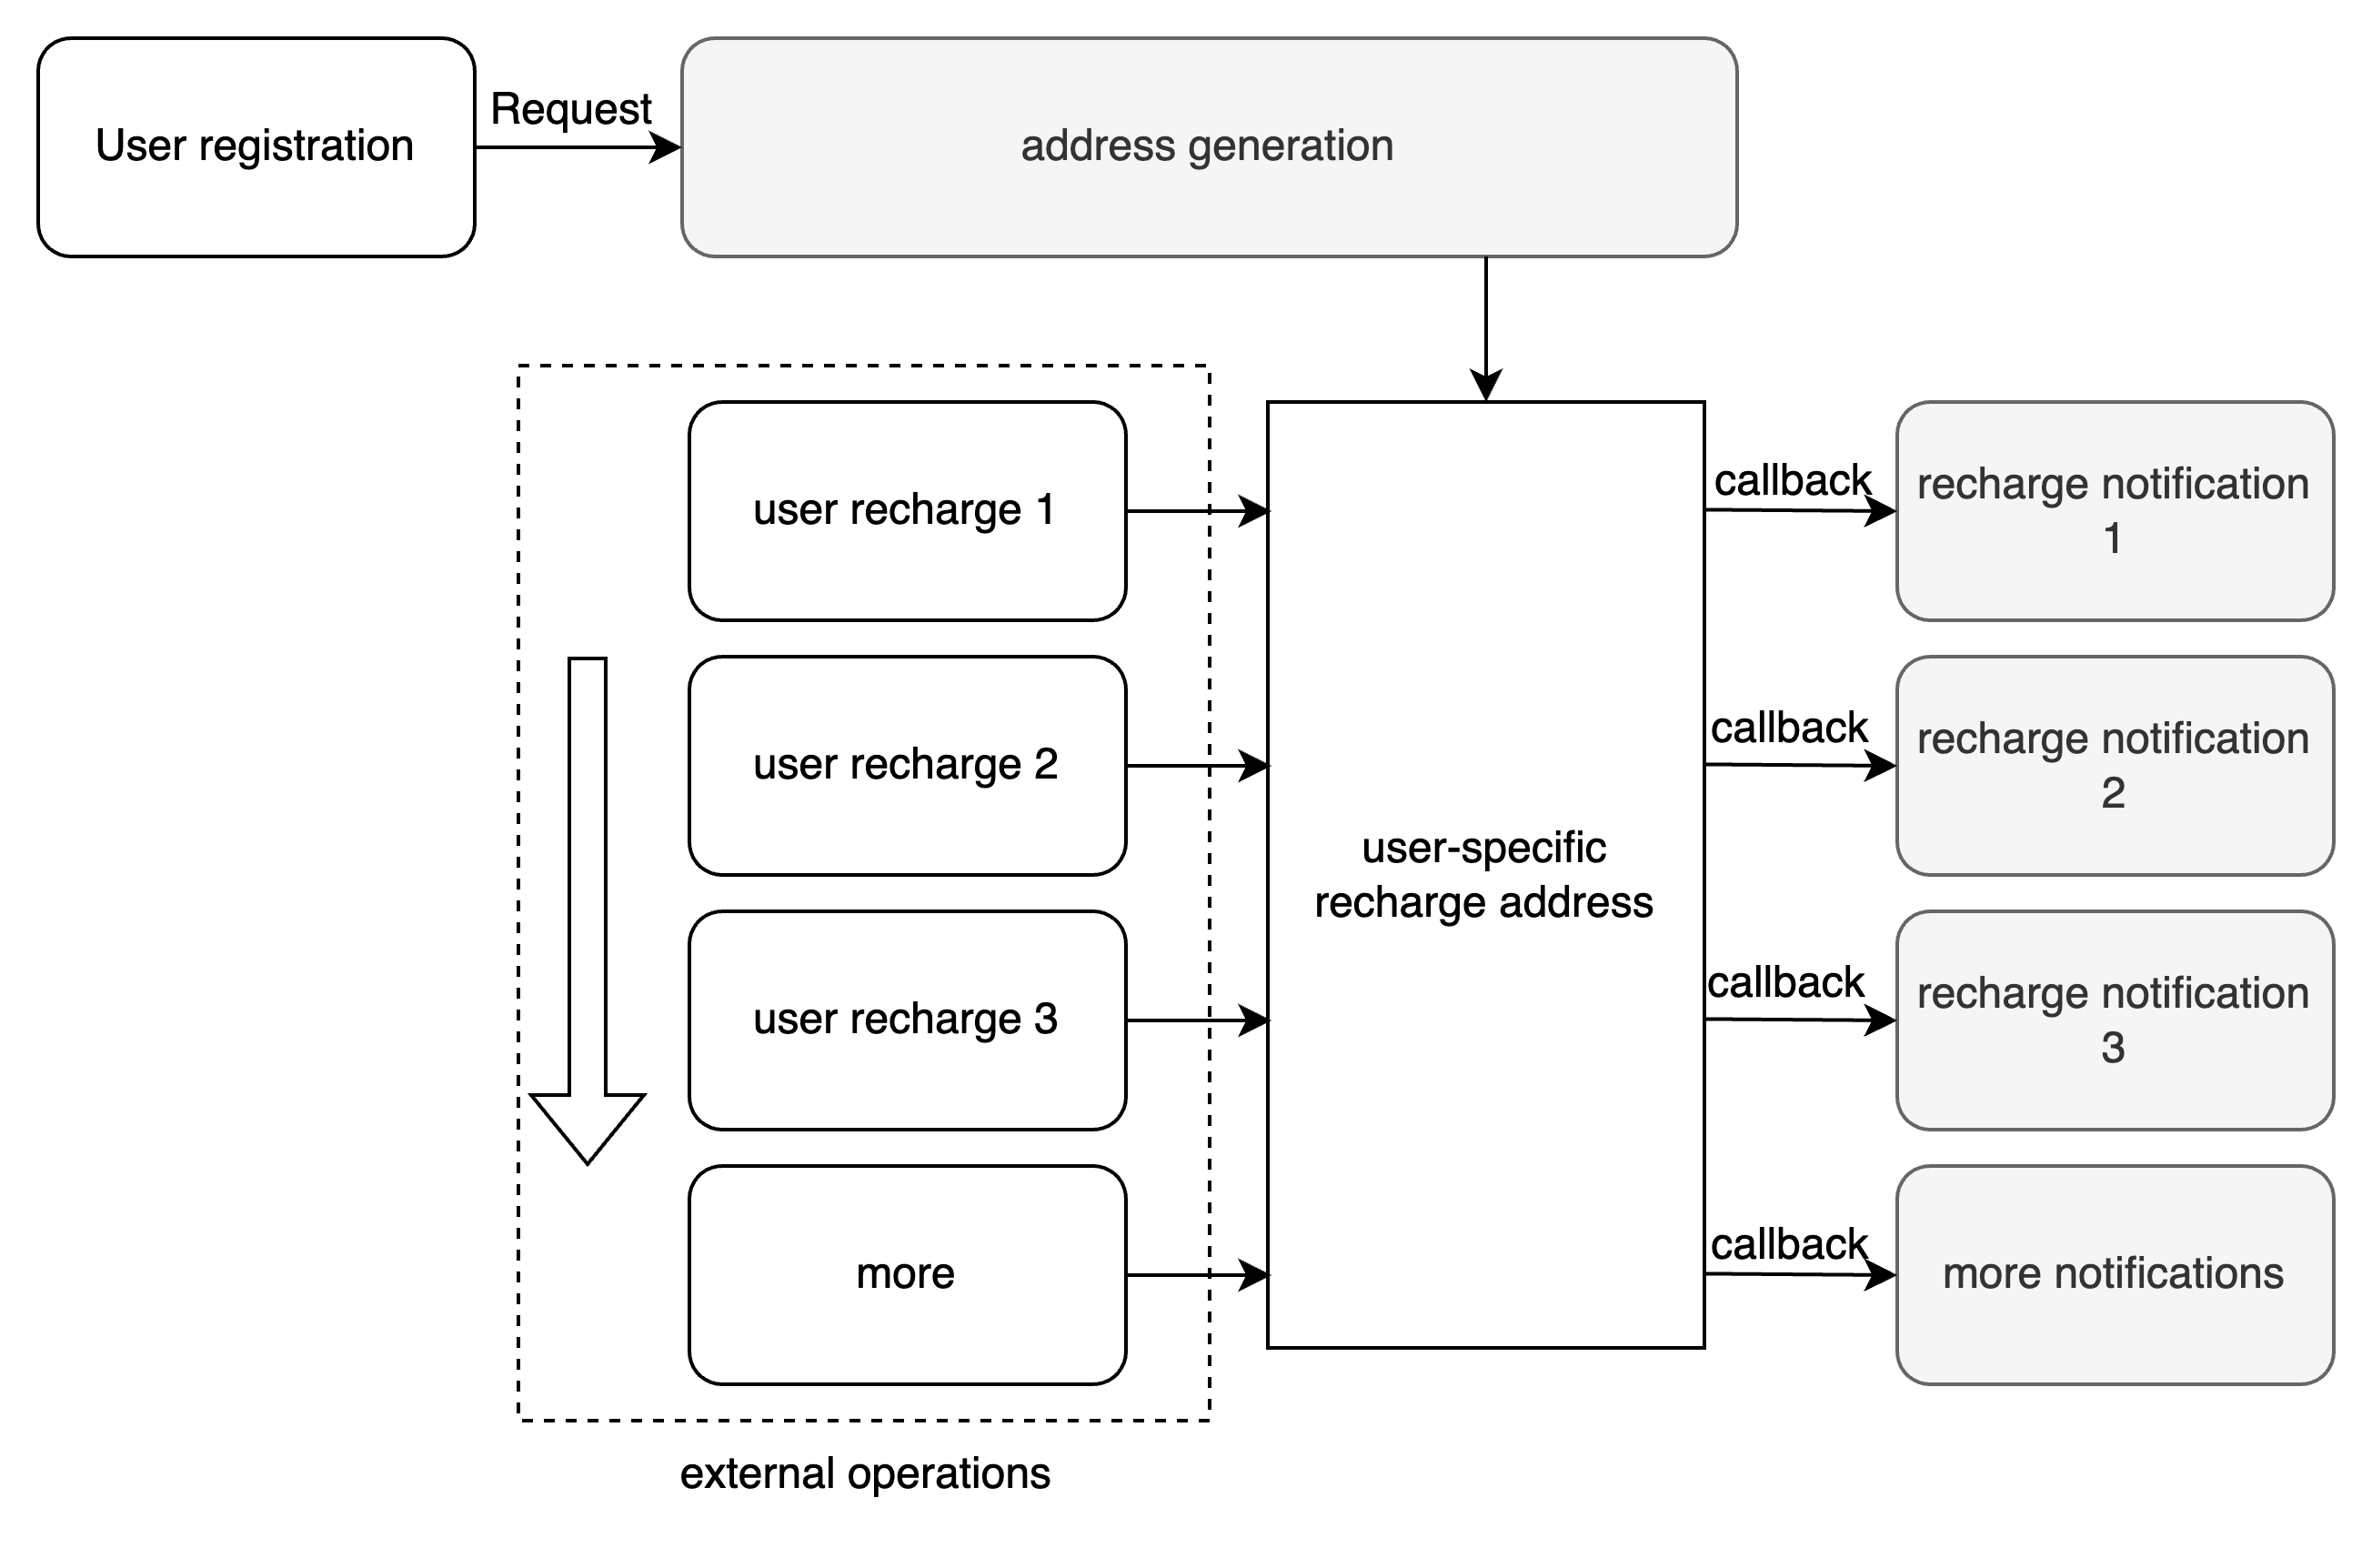 User registration
Request
address generation
user recharge 1
callback
recharge notification
1
user recharge 2
callback
recharge notification
2
user-specific
recharge address
user recharge 3
callback
recharge notification
3
more
callback
more notifications
external operations